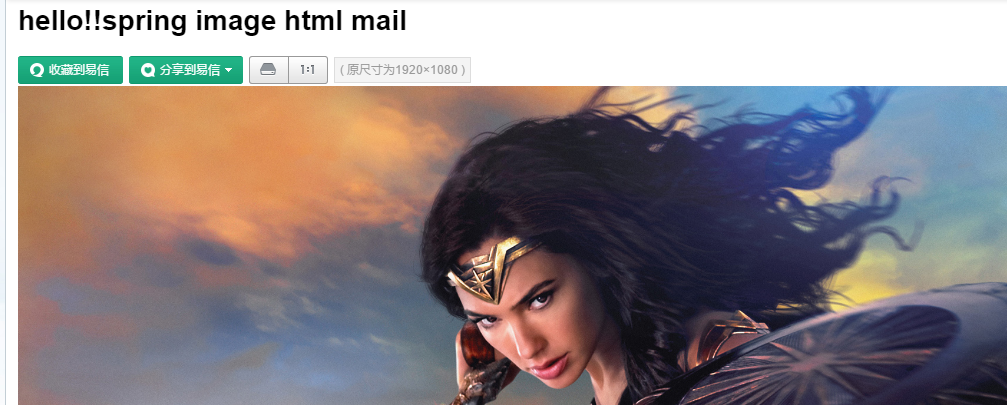 hello!!spring image html mail
收藏到易信 分享到易信 1:1 ( 原尺寸为1920×1080 )